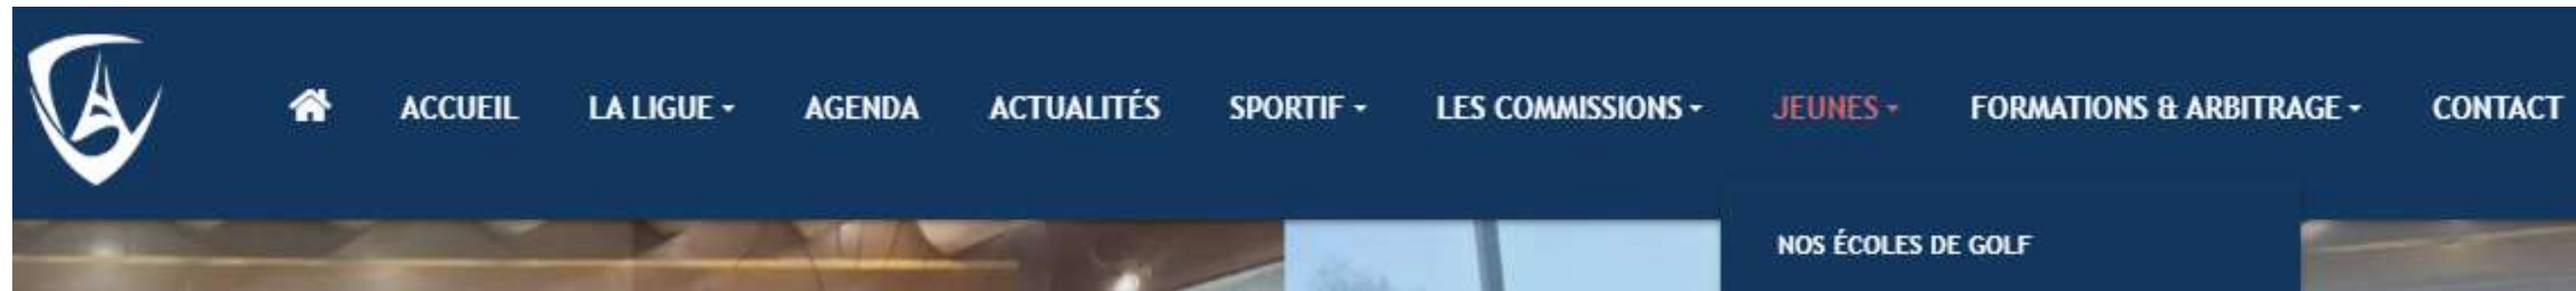 ACCUEIL LA LIGUE AGENDA ACTUALITÉS SPORTIF LES COMMISSIONS JEUNES FORMATIONS & ARBITRAGE CONTACT
NOS ÉCOLES DE GOLF